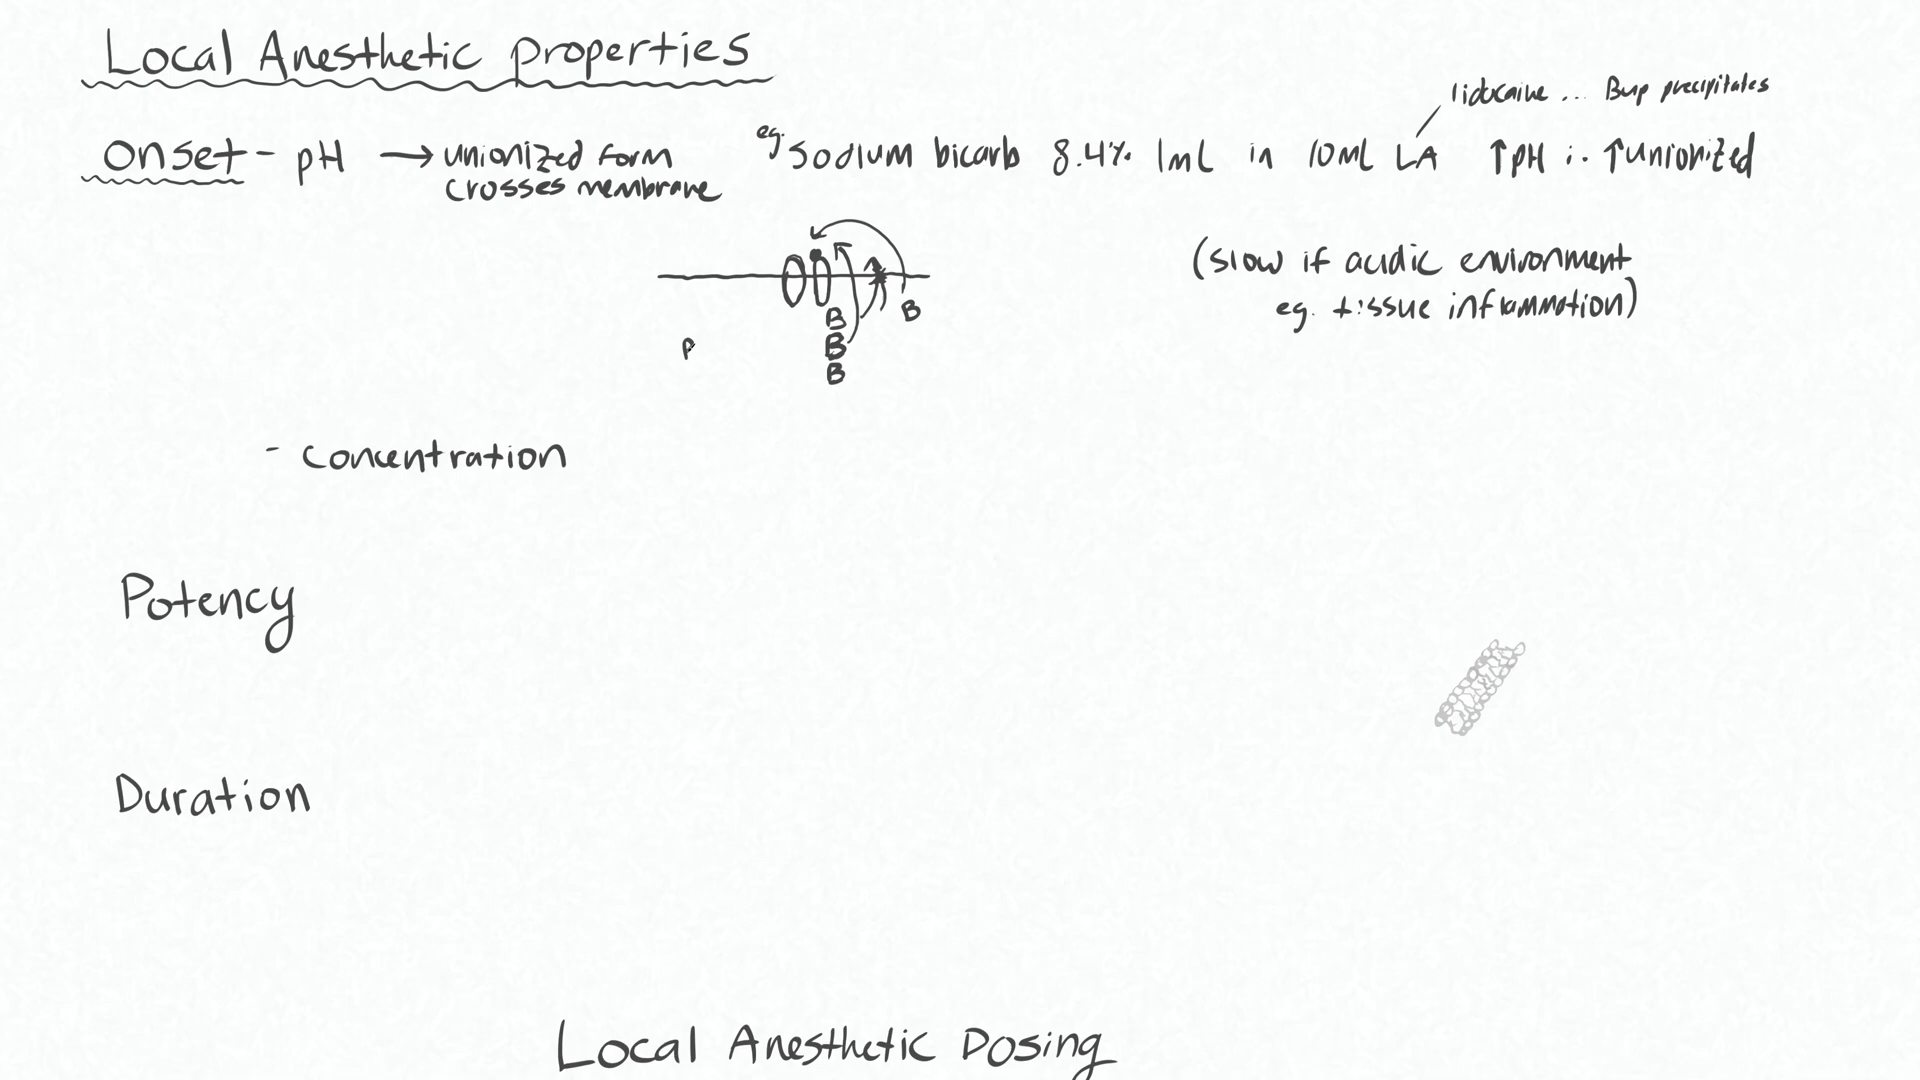 Local Anesthetic properties
lidocaine ... Bup precipitates
onset - pH → unionized form crosses membrane
eg. Sodium bicarb 8.4% 1mL in 10mL LA ↑pH ∴ ↑unionized
(slow if acidic environment
eg. tissue inflammation)
B
B
P
B
B
- concentration
Potency
Duration
Local Anesthetic Dosing